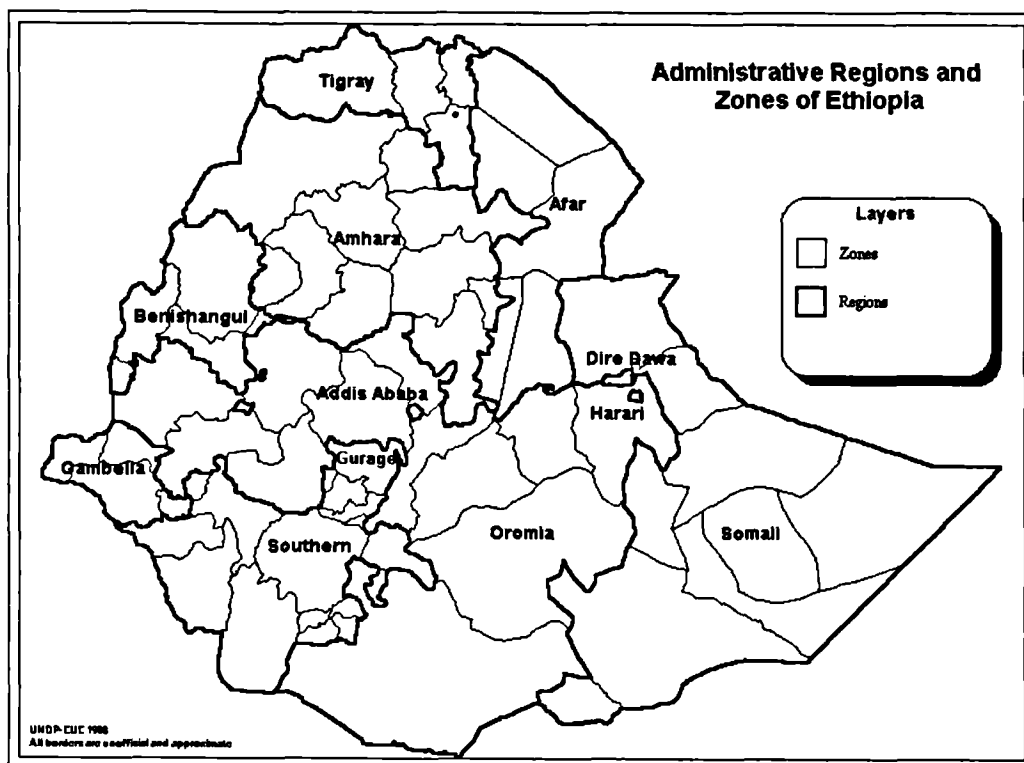 Administrative Regions and
Zones of Ethiopia
Tigray
Afar
Layers
Zones
Regions
Amhara
Benishangul
Dire Dawa
Addis Ababa
Harari
Gambella
Gurage
Oromia
Somali
Southern
UNDP-EUE 1998
All borders are unofficial and approximate